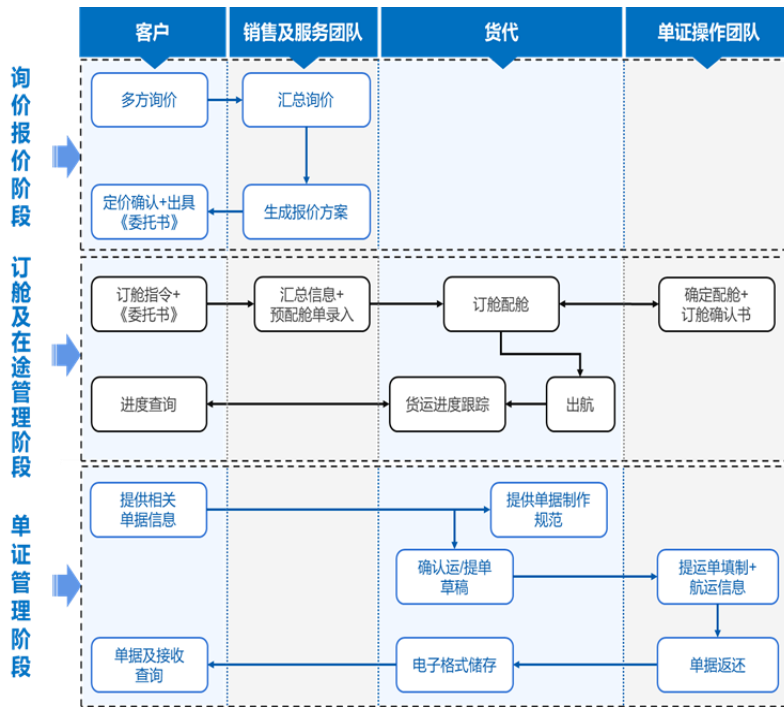 客户
销售及服务团队
货代
单证操作团队
询价报价阶段
多方询价
汇总询价
定价确认+出具
《委托书》
生成报价方案
订舱及在途管理阶段
订舱指令+
《委托书》
汇总信息+
预配舱单录入
订舱配舱
确定配舱+
订舱确认书
进度查询
货运进度跟踪
出航
单证管理阶段
提供相关
单据信息
提供单据制作
规范
确认运/提单
草稿
提运单填制+
航运信息
单据及接收
查询
电子格式储存
单据返还